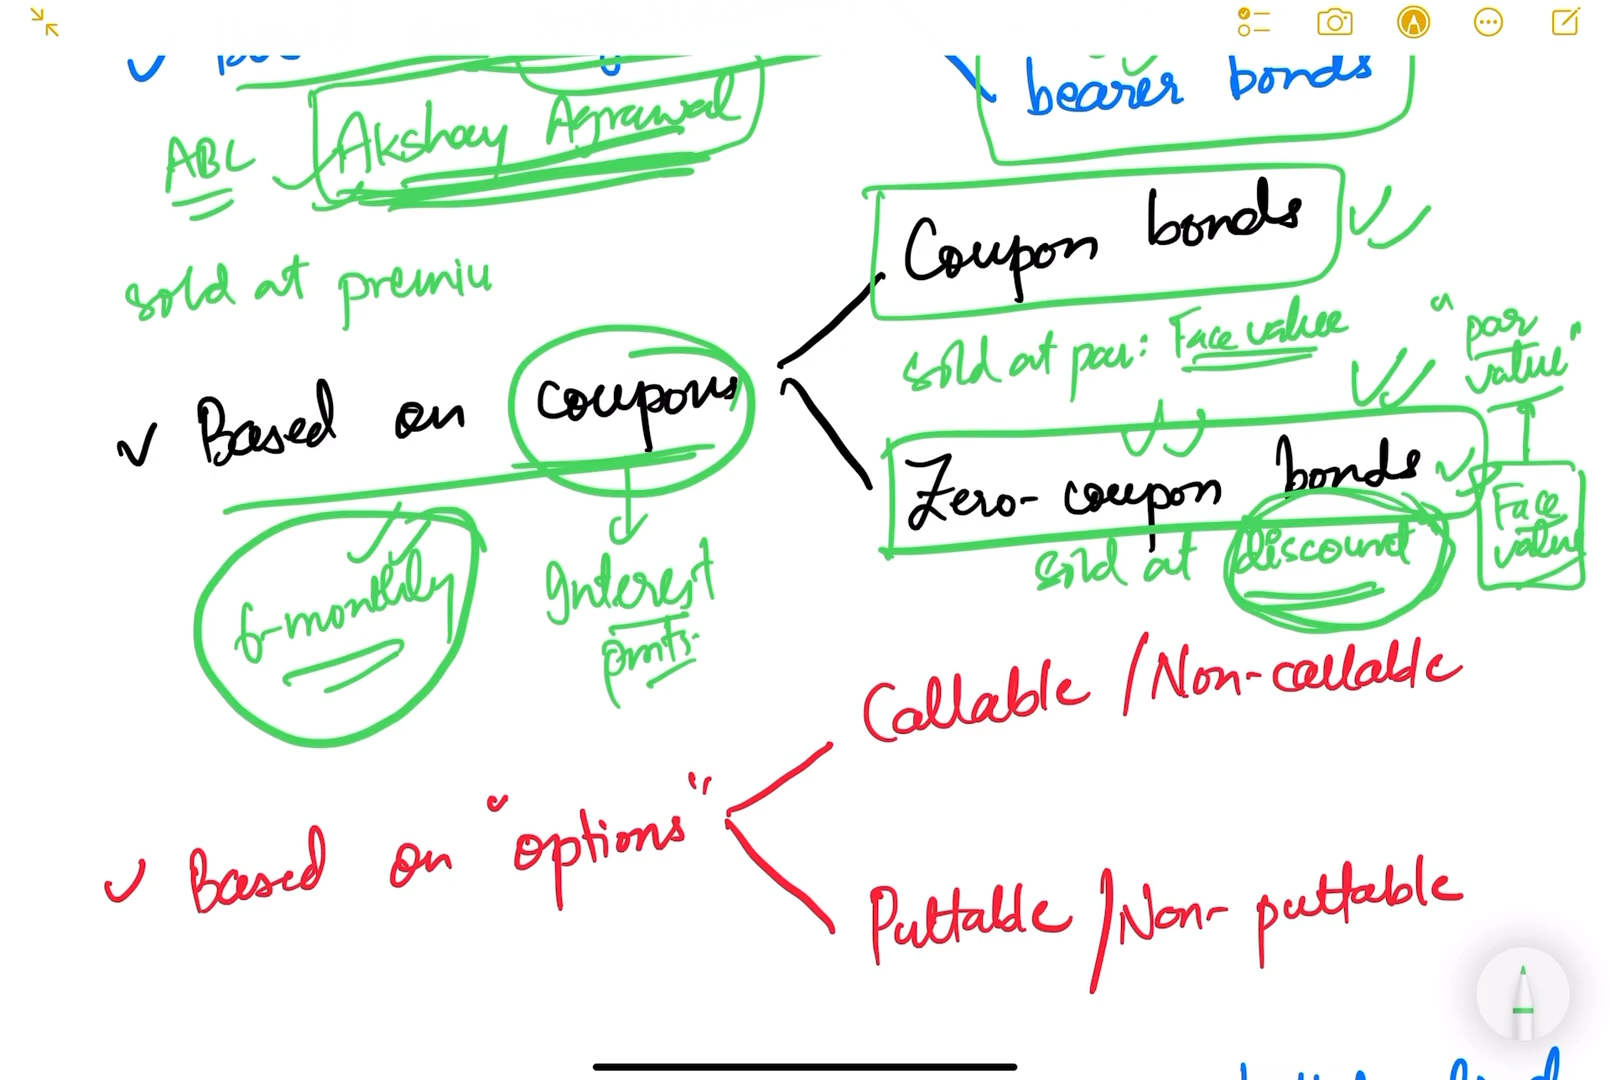 bearer bonds
ABC Akshay Agrawal
Coupon bonds
sold at premiu
sold at par: Face value
"par value"
Based on coupons
Zero-coupon bonds
Face value
sold at discount
6-monthly
Interest
pmts.
Callable / Non-callable
Based on "options"
Puttable / Non-puttable